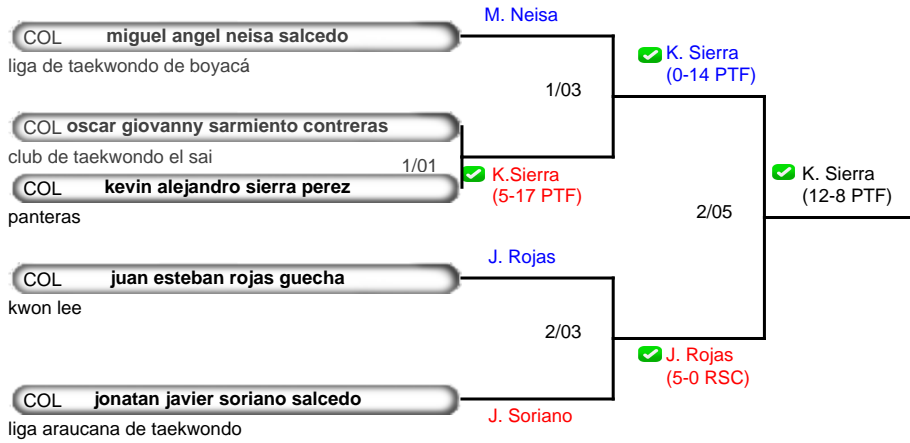 M. Neisa
COL miguel angel neisa salcedo
liga de taekwondo de boyacá
K. Sierra
(0-14 PTF)
1/03
COL oscar giovanny sarmiento contreras
club de taekwondo el sai
1/01
K.Sierra
(5-17 PTF)
COL kevin alejandro sierra perez
panteras
K. Sierra
(12-8 PTF)
2/05
J. Rojas
COL juan esteban rojas guecha
kwon lee
2/03
J. Rojas
(5-0 RSC)
COL jonatan javier soriano salcedo
J. Soriano
liga araucana de taekwondo